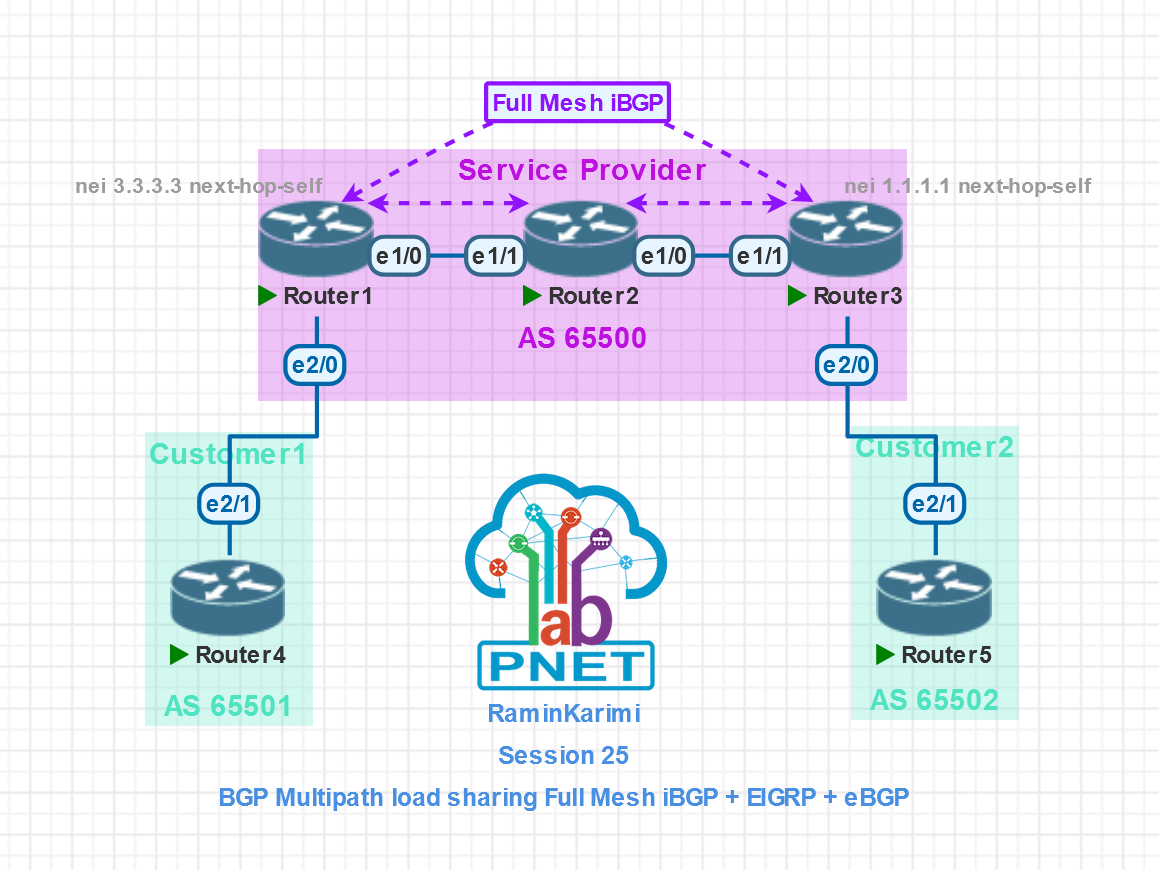 Full Mesh iBGP
Service Provider
nei 3.3.3.3 next-hop-self
nei 1.1.1.1 next-hop-self
e1/0
e1/1
e1/0
e1/1
Router1
Router2
Router3
AS 65500
e2/0
e2/0
Customer1
Customer2
e2/1
e2/1
lab
PNET
Router4
Router5
AS 65501
AS 65502
RaminKarimi
Session 25
BGP Multipath load sharing Full Mesh iBGP + EIGRP + eBGP